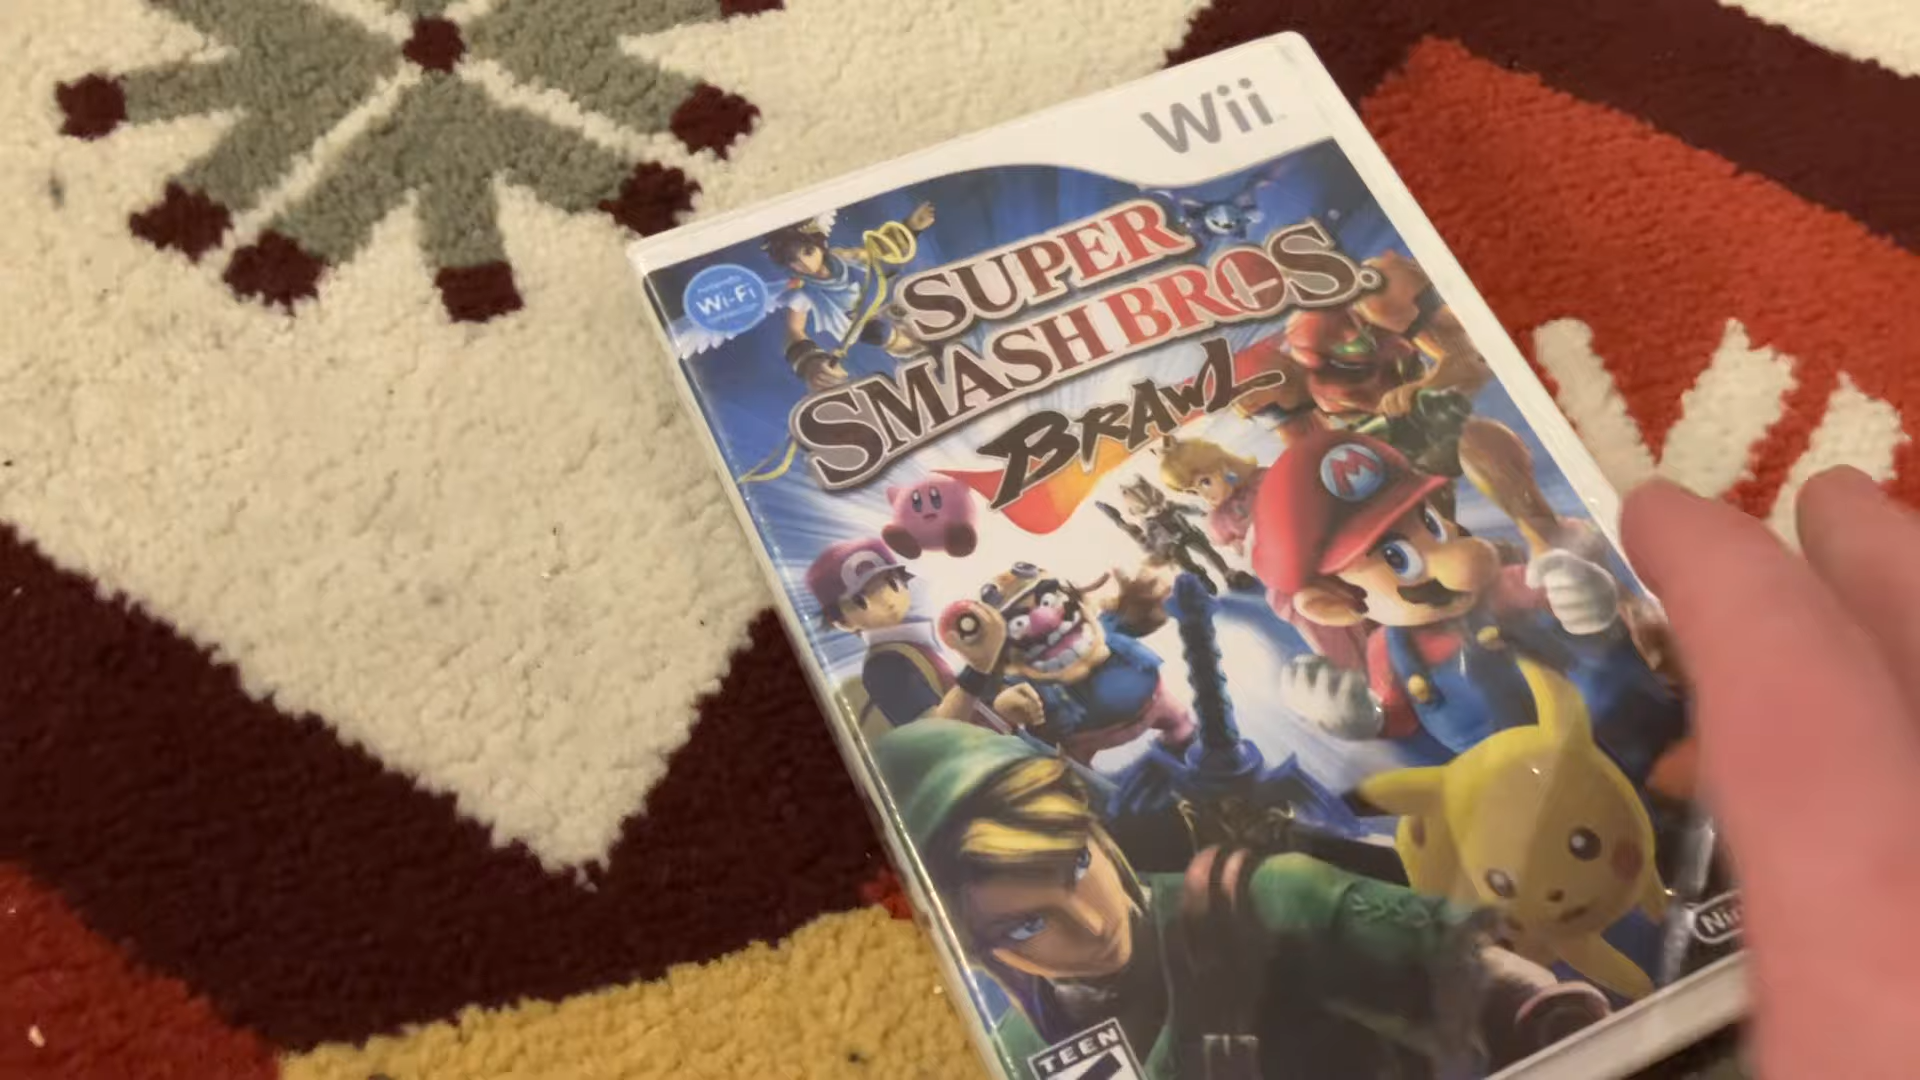 Wii
Wi-Fi
SUPER
SMASH BROS.
BRAWL
M
TEEN